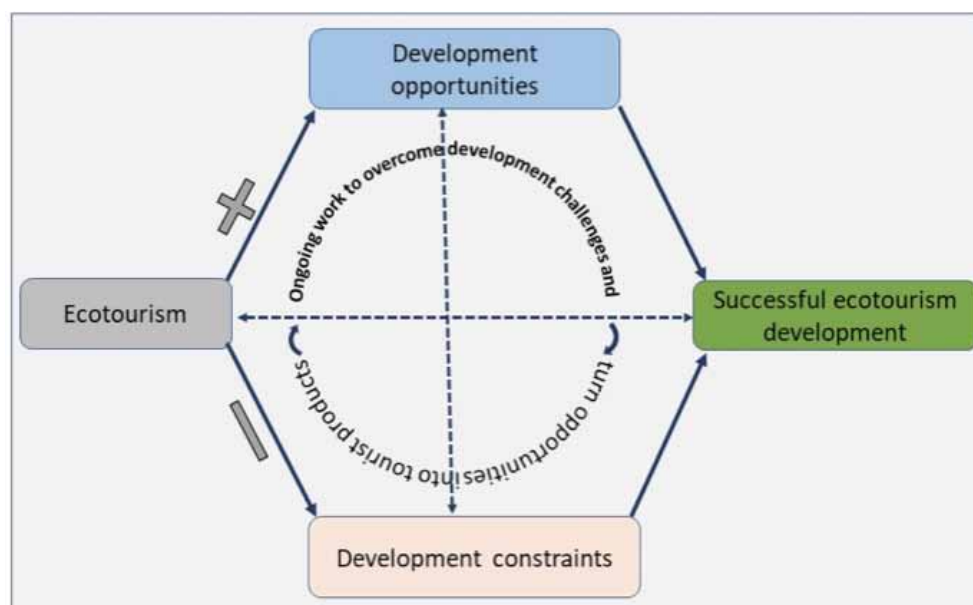 Development
opportunities
Ongoing work to overcome development challenges and
Ecotourism
Successful ecotourism
development
turn opportunities into tourist products
Development constraints